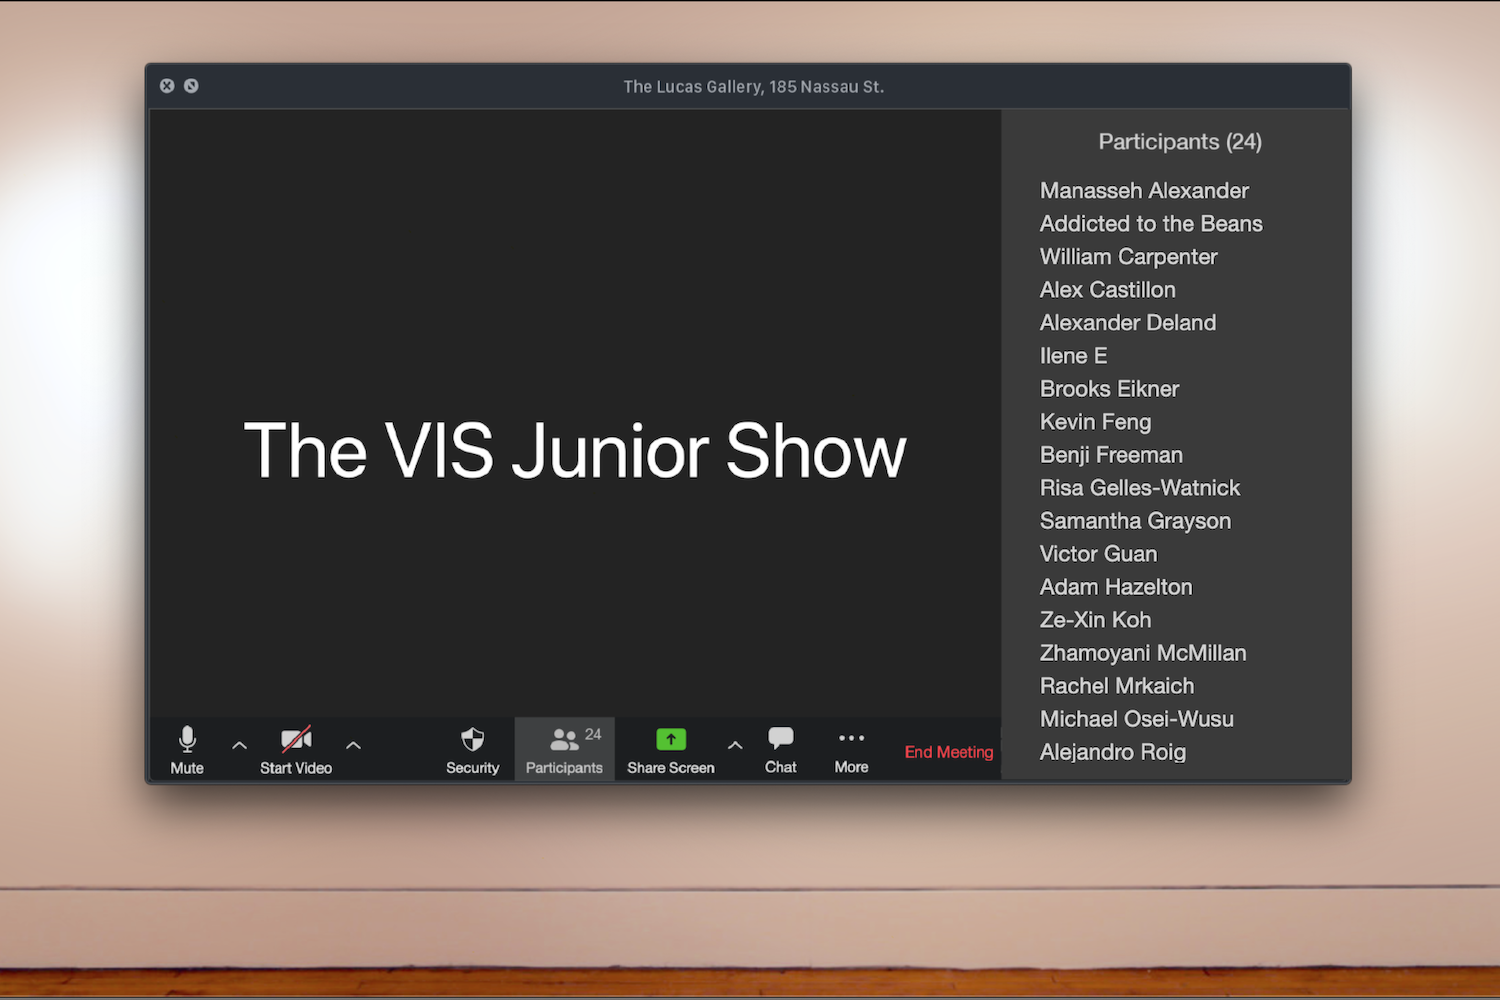 The Lucas Gallery, 185 Nassau St.
The VIS Junior Show
Participants (24)
Manasseh Alexander
Addicted to the Beans
William Carpenter
Alex Castillon
Alexander Deland
Ilene E
Brooks Eikner
Kevin Feng
Benji Freeman
Risa Gelles-Watnick
Samantha Grayson
Victor Guan
Adam Hazelton
Ze-Xin Koh
Zhamoyani McMillan
Rachel Mrkaich
Michael Osei-Wusu
Alejandro Roig
Mute
Start Video
Security
24
Participants
Share Screen
Chat
More
End Meeting